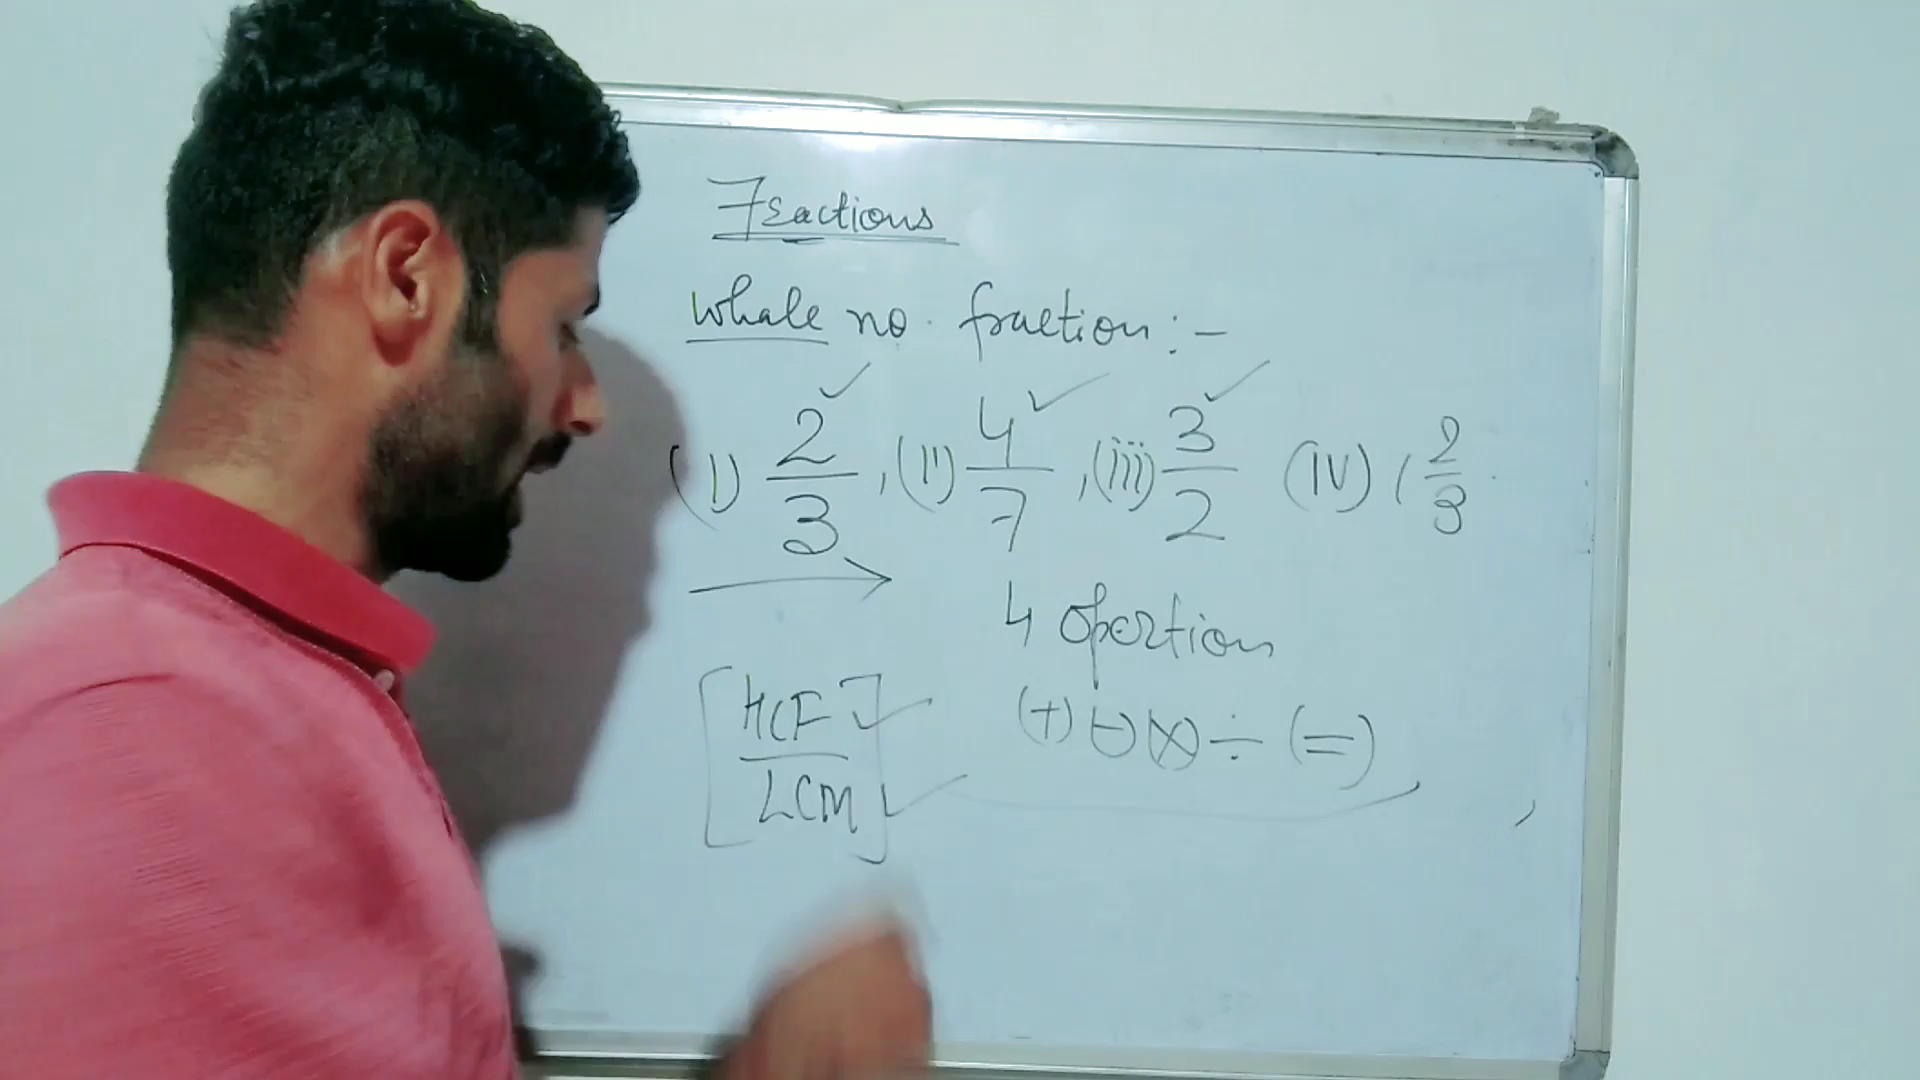 Fractions
whole no. fraction :-
(I) 2/3 , (II) 4/7 , (iii) 3/2 (IV) 1 2/3
4 opertion
[HCF/LCM] (+) (-) (×) ÷ (=)